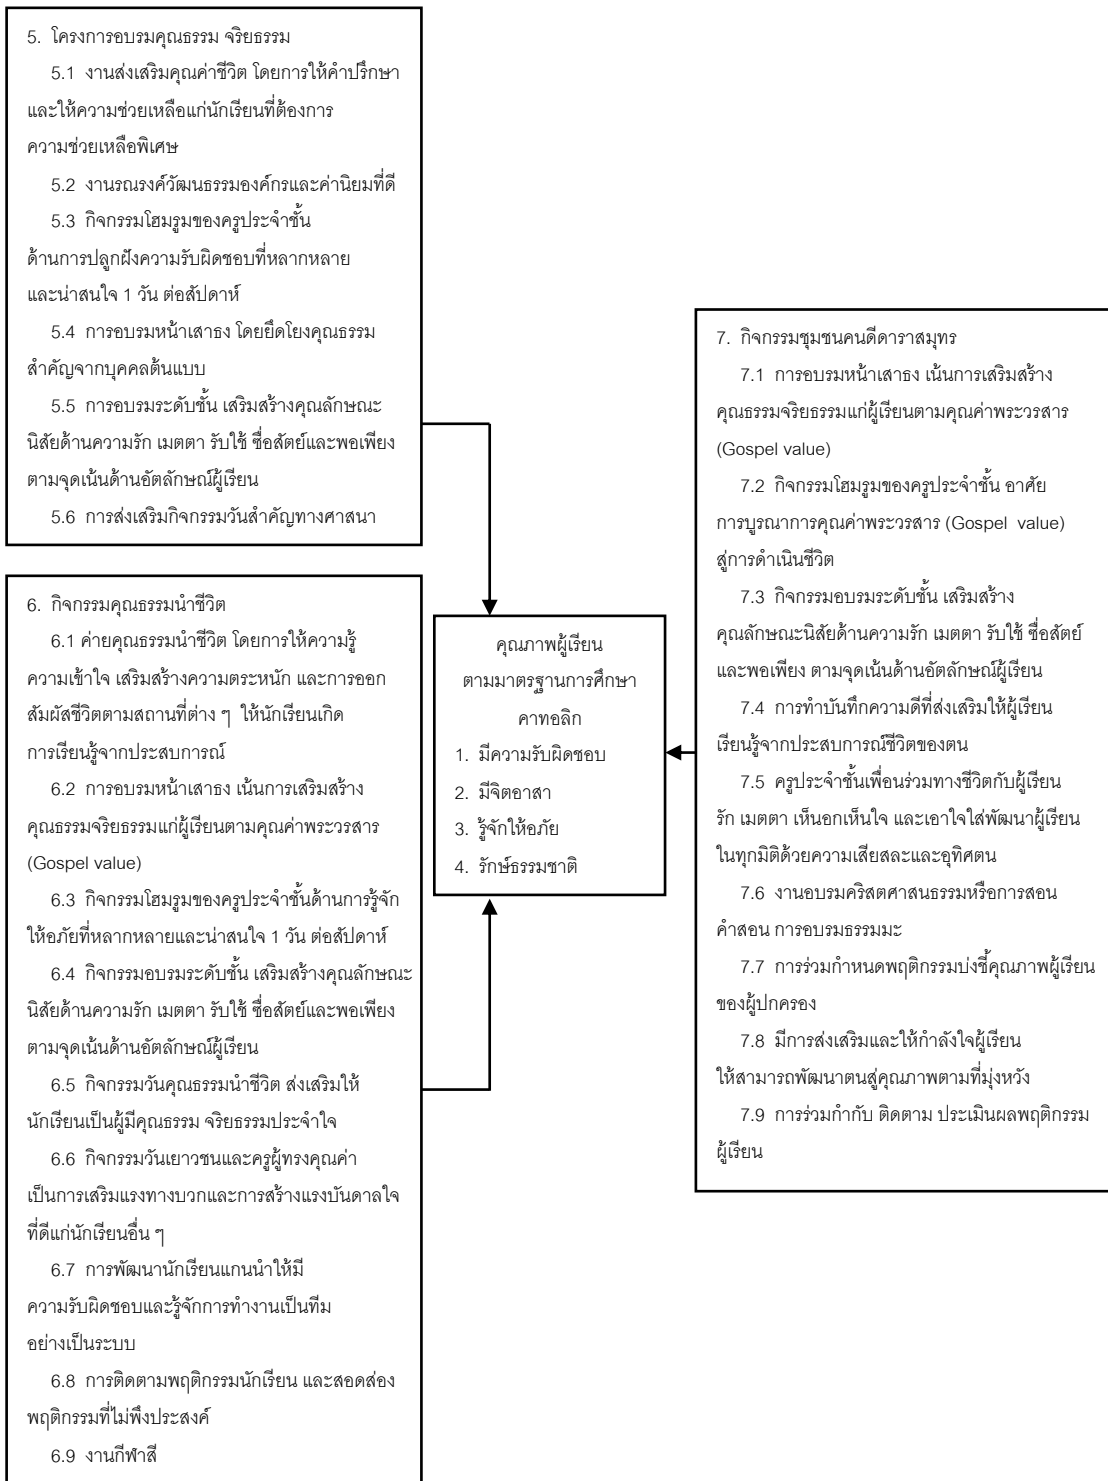 5. โครงการอบรมคุณธรรม จริยธรรม
5.1 งานส่งเสริมคุณค่าชีวิต โดยการให้คำปรึกษา
และให้ความช่วยเหลือแก่นักเรียนที่ต้องการ
ความช่วยเหลือพิเศษ
5.2 งานรณรงค์วัฒนธรรมองค์กรและค่านิยมที่ดี
5.3 กิจกรรมโฮมรูมของครูประจำชั้น
ด้านการปลูกฝังความรับผิดชอบที่หลากหลาย
และน่าสนใจ 1 วัน ต่อสัปดาห์
5.4 การอบรมหน้าเสาธง โดยยึดโยงคุณธรรม
สำคัญจากบุคคลต้นแบบ
5.5 การอบรมระดับชั้น เสริมสร้างคุณลักษณะ
นิสัยด้านความรัก เมตตา รับใช้ ซื่อสัตย์และพอเพียง
ตามจุดเน้นด้านอัตลักษณ์ผู้เรียน
5.6 การส่งเสริมกิจกรรมวันสำคัญทางศาสนา
6. กิจกรรมคุณธรรมนำชีวิต
6.1 ค่ายคุณธรรมนำชีวิต โดยการให้ความรู้
ความเข้าใจ เสริมสร้างความตระหนัก และการออก
สัมผัสชีวิตตามสถานที่ต่าง ๆ ให้นักเรียนเกิด
การเรียนรู้จากประสบการณ์
6.2 การอบรมหน้าเสาธง เน้นการเสริมสร้าง
คุณธรรมจริยธรรมแก่ผู้เรียนตามคุณค่าพระวรสาร
(Gospel value)
6.3 กิจกรรมโฮมรูมของครูประจำชั้นด้านการรู้จัก
ให้อภัยที่หลากหลายและน่าสนใจ 1 วัน ต่อสัปดาห์
6.4 กิจกรรมอบรมระดับชั้น เสริมสร้างคุณลักษณะ
นิสัยด้านความรัก เมตตา รับใช้ ซื่อสัตย์และพอเพียง
ตามจุดเน้นด้านอัตลักษณ์ผู้เรียน
6.5 กิจกรรมวันคุณธรรมนำชีวิต ส่งเสริมให้
นักเรียนเป็นผู้มีคุณธรรม จริยธรรมประจำใจ
6.6 กิจกรรมวันเยาวชนและครูผู้ทรงคุณค่า
เป็นการเสริมแรงทางบวกและการสร้างแรงบันดาลใจ
ที่ดีแก่นักเรียนอื่น ๆ
6.7 การพัฒนานักเรียนแกนนำให้มี
ความรับผิดชอบและรู้จักการทำงานเป็นทีม
อย่างเป็นระบบ
6.8 การติดตามพฤติกรรมนักเรียน และสอดส่อง
พฤติกรรมที่ไม่พึงประสงค์
6.9 งานกีฬาสี
คุณภาพผู้เรียน
ตามมาตรฐานการศึกษา
คาทอลิก
1. มีความรับผิดชอบ
2. มีจิตอาสา
3. รู้จักให้อภัย
4. รักษ์ธรรมชาติ
7. กิจกรรมชุมชนคนดีดาราสมุทร
7.1 การอบรมหน้าเสาธง เน้นการเสริมสร้าง
คุณธรรมจริยธรรมแก่ผู้เรียนตามคุณค่าพระวรสาร
(Gospel value)
7.2 กิจกรรมโฮมรูมของครูประจำชั้น อาศัย
การบูรณาการคุณค่าพระวรสาร (Gospel value)
สู่การดำเนินชีวิต
7.3 กิจกรรมอบรมระดับชั้น เสริมสร้าง
คุณลักษณะนิสัยด้านความรัก เมตตา รับใช้ ซื่อสัตย์
และพอเพียง ตามจุดเน้นด้านอัตลักษณ์ผู้เรียน
7.4 การทำบันทึกความดีที่ส่งเสริมให้ผู้เรียน
เรียนรู้จากประสบการณ์ชีวิตของตน
7.5 ครูประจำชั้นเพื่อนร่วมทางชีวิตกับผู้เรียน
รัก เมตตา เห็นอกเห็นใจ และเอาใจใส่พัฒนาผู้เรียน
ในทุกมิติด้วยความเสียสละและอุทิศตน
7.6 งานอบรมคริสตศาสนธรรมหรือการสอน
คำสอน การอบรมธรรมมะ
7.7 การร่วมกำหนดพฤติกรรมบ่งชี้คุณภาพผู้เรียน
ของผู้ปกครอง
7.8 มีการส่งเสริมและให้กำลังใจผู้เรียน
ให้สามารถพัฒนาตนสู่คุณภาพตามที่มุ่งหวัง
7.9 การร่วมกำกับ ติดตาม ประเมินผลพฤติกรรม
ผู้เรียน